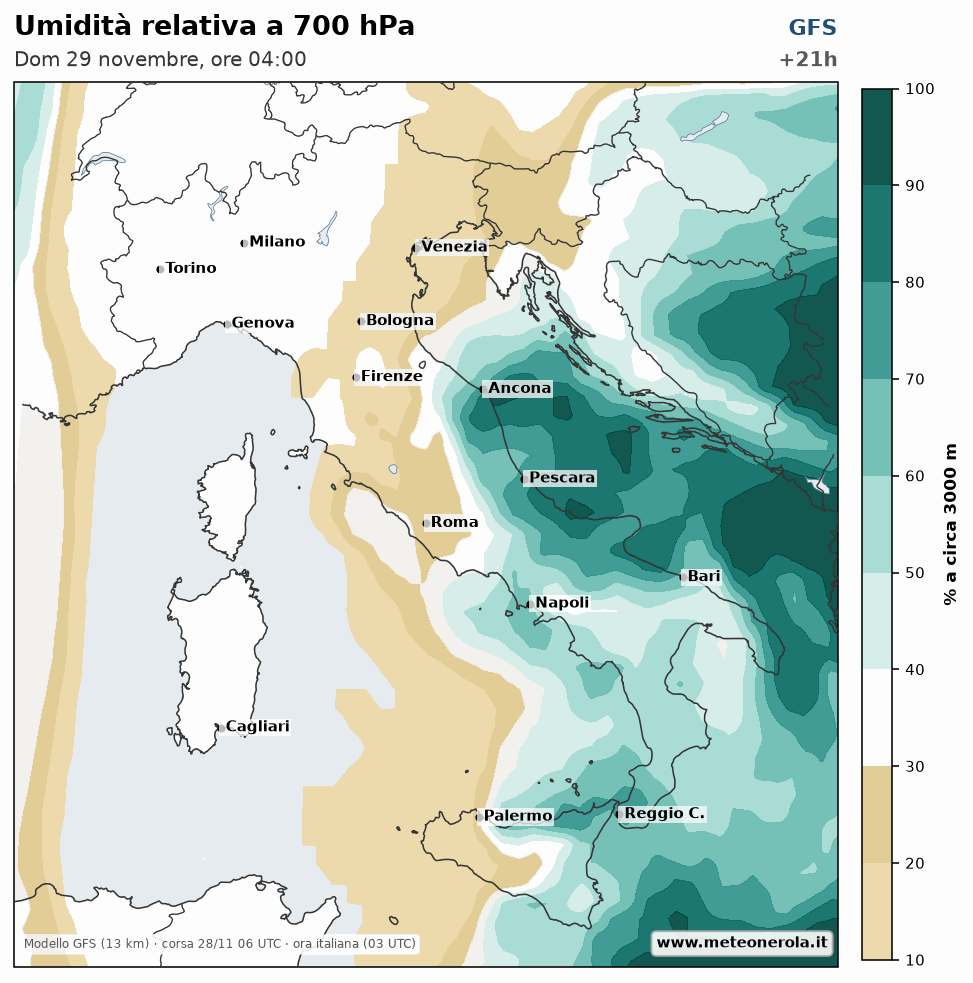 Umidità relativa a 700 hPa
GFS
Dom 29 novembre, ore 04:00
+21h
100
90
80
70
60
50
40
30
20
10
% a circa 3000 m
Milano
Venezia
Torino
Genova
Bologna
Firenze
Ancona
Pescara
Roma
Bari
Napoli
Cagliari
Palermo
Reggio C.
Modello GFS (13 km) · corsa 28/11 06 UTC · ora italiana (03 UTC)
www.meteonerola.it